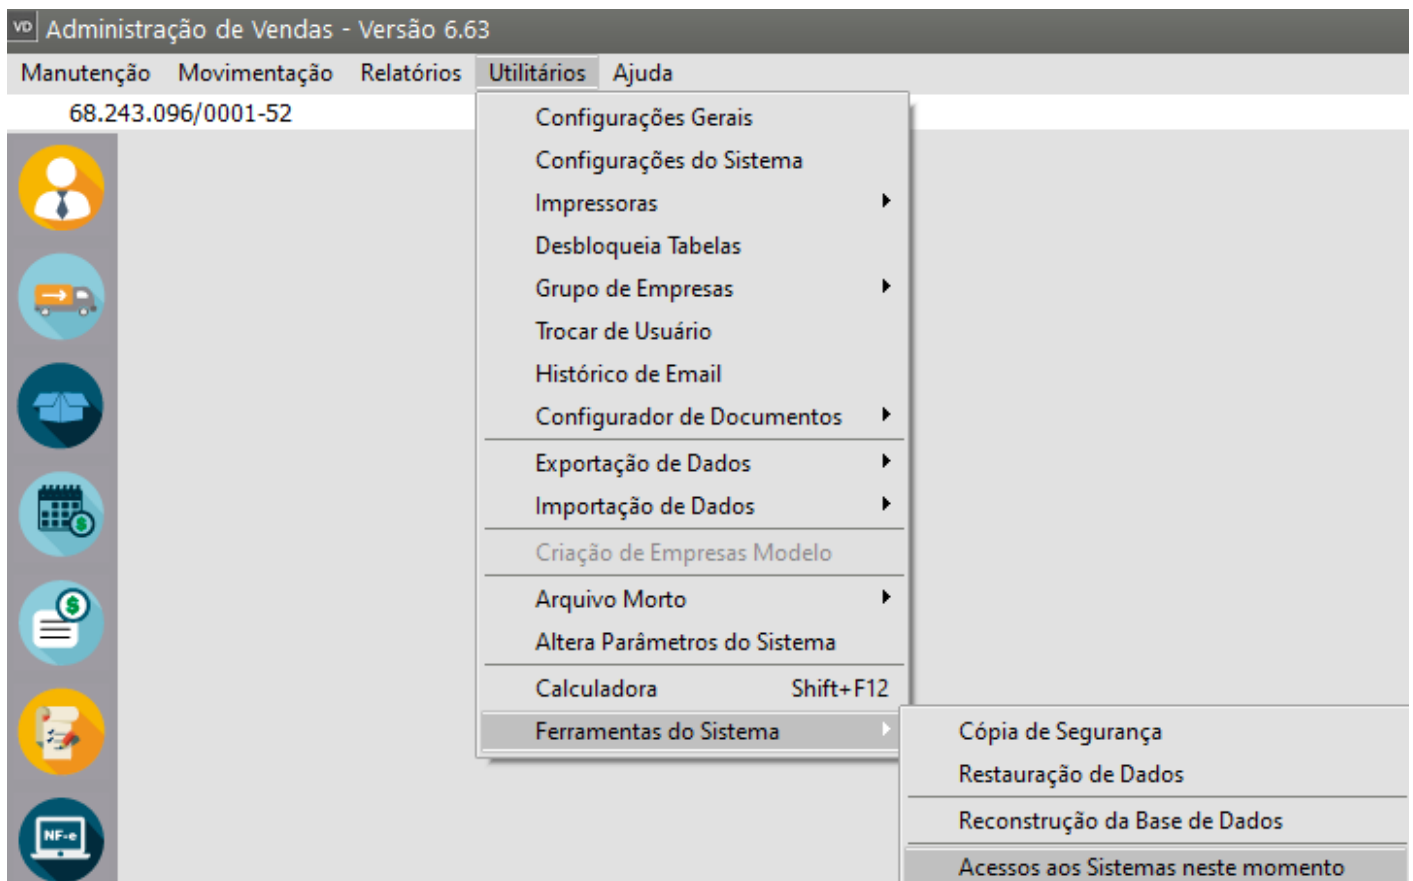 VD Administração de Vendas - Versão 6.63
Manutenção Movimentação Relatórios Utilitários Ajuda
68.243.096/0001-52
Configurações Gerais
Configurações do Sistema
Impressoras
Desbloqueia Tabelas
Grupo de Empresas
Trocar de Usuário
Histórico de Email
Configurador de Documentos
Exportação de Dados
Importação de Dados
Criação de Empresas Modelo
Arquivo Morto
Altera Parâmetros do Sistema
Calculadora Shift+F12
Ferramentas do Sistema
Cópia de Segurança
Restauração de Dados
Reconstrução da Base de Dados
Acessos aos Sistemas neste momento
NF-e